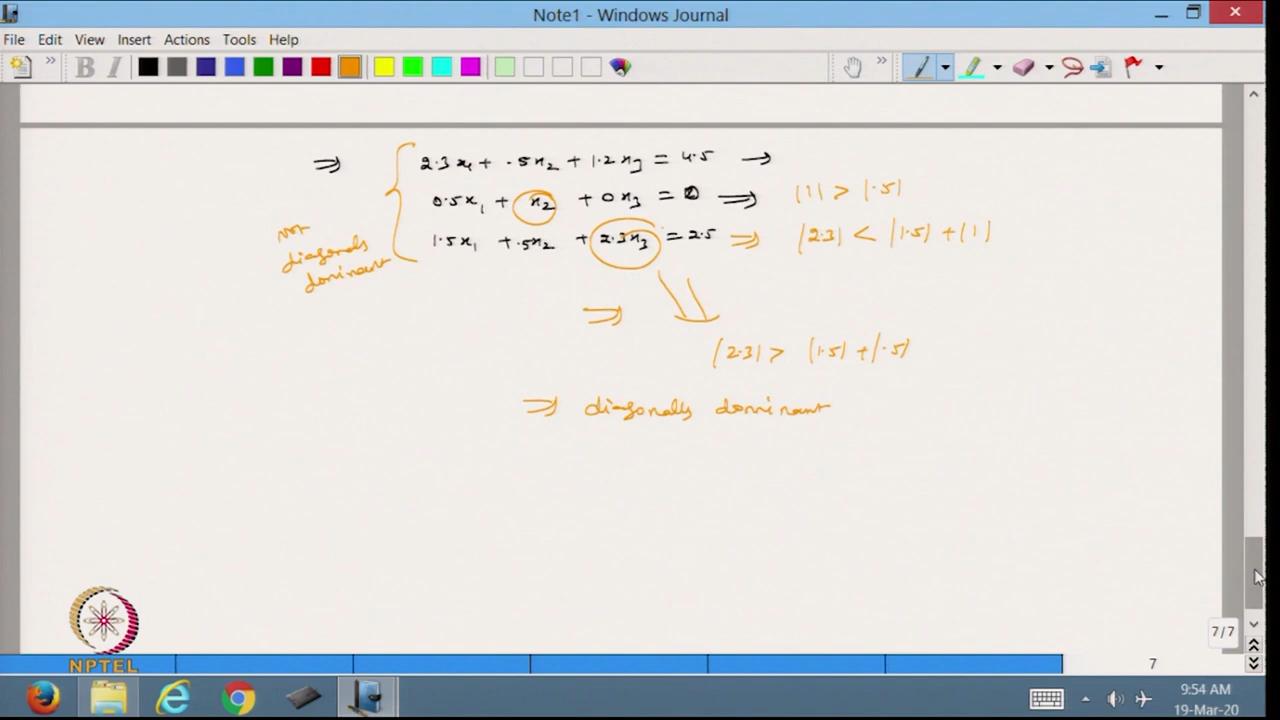 Note1 - Windows Journal
File Edit View Insert Actions Tools Help
⇒ { 2.3x₁ + .5x₂ + 1.2x₃ = 4.5 →
0.5x₁ + x₂ + 0x₃ = 0 ⇒ |1| > |.5|
1.5x₁ + .5x₂ + 2.3x₃ = 2.5 ⇒ |2.3| < |1.5| + |1|
not
diagonally
dominant
⇒
|2.3| > |1.5| + |.5|
⇒ diagonally dominant
7/7
NPTEL
7
9:54 AM
19-Mar-20